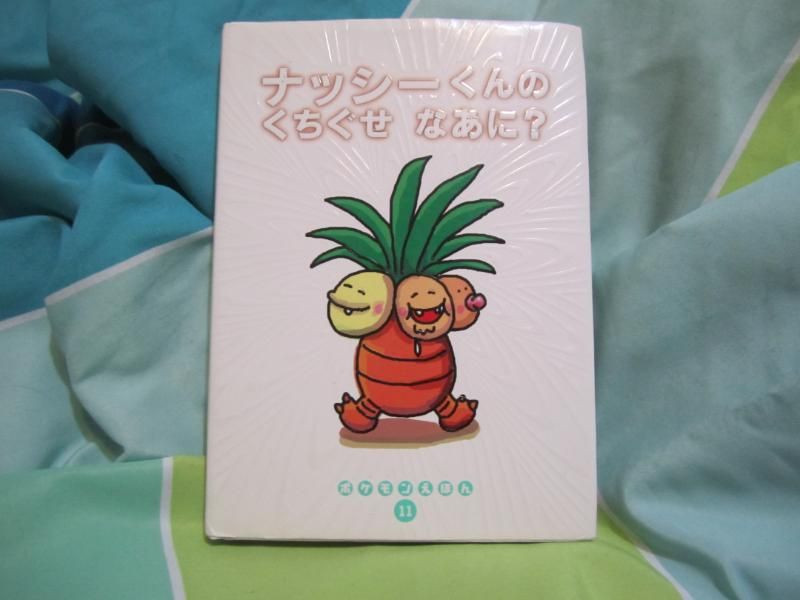 ナッシーくんの
くちぐせ なあに?
ポケモンえほん
11